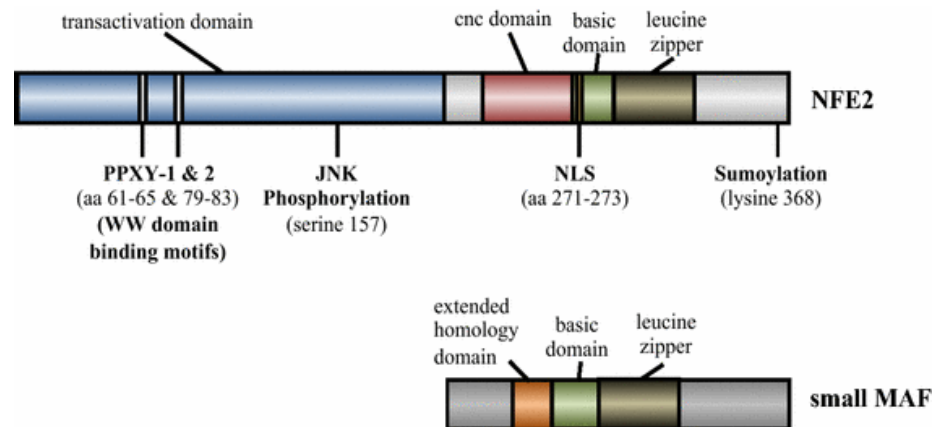 transactivation domain
cnc domain
basic
domain
leucine
zipper
NFE2
PPXY-1 & 2
(aa 61-65 & 79-83)
(WW domain
binding motifs)
JNK
Phosphorylation
(serine 157)
NLS
(aa 271-273)
Sumoylation
(lysine 368)
extended
homology
domain
basic
domain
leucine
zipper
small MAF